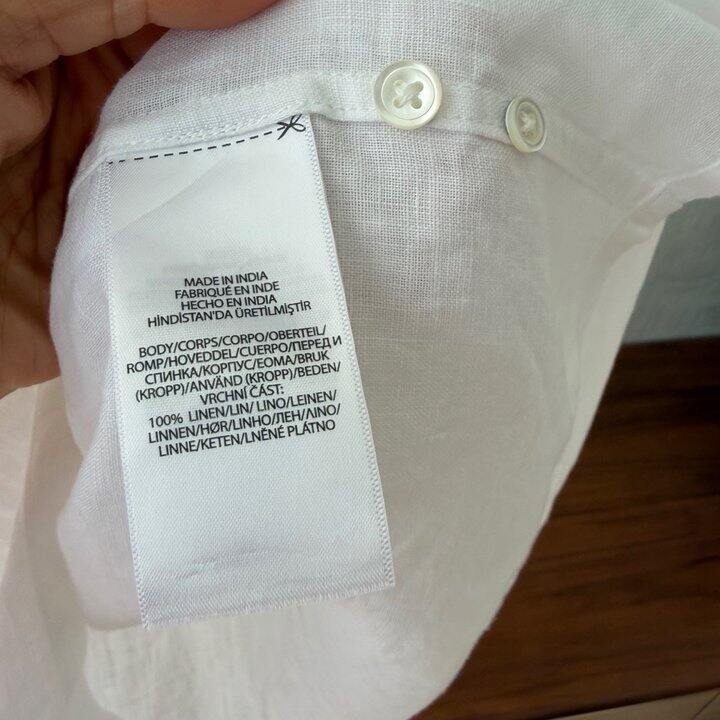 MADE IN INDIA
FABRIQUÉ EN INDE
HECHO EN INDIA
HİNDİSTAN'DA ÜRETİLMİŞTİR
BODY/CORPS/CORPO/OBERTEIL/
ROMP/HOVEDDEL/CUERPO/ПЕРЕД И
СПИНКА/КОРПУС/ΕΟΜΑ/BRUK
(KROPP)/ANVÄND (KROPP)/BEDEN/
VRCHNÍ ČÁST:
100% LINEN/LIN/ LINO/LEINEN/
LINNEN/HØR/LINHO/ЛЕН/ΛΙΝΟ/
LINNE/KETEN/LNĚNÉ PLÁTNO